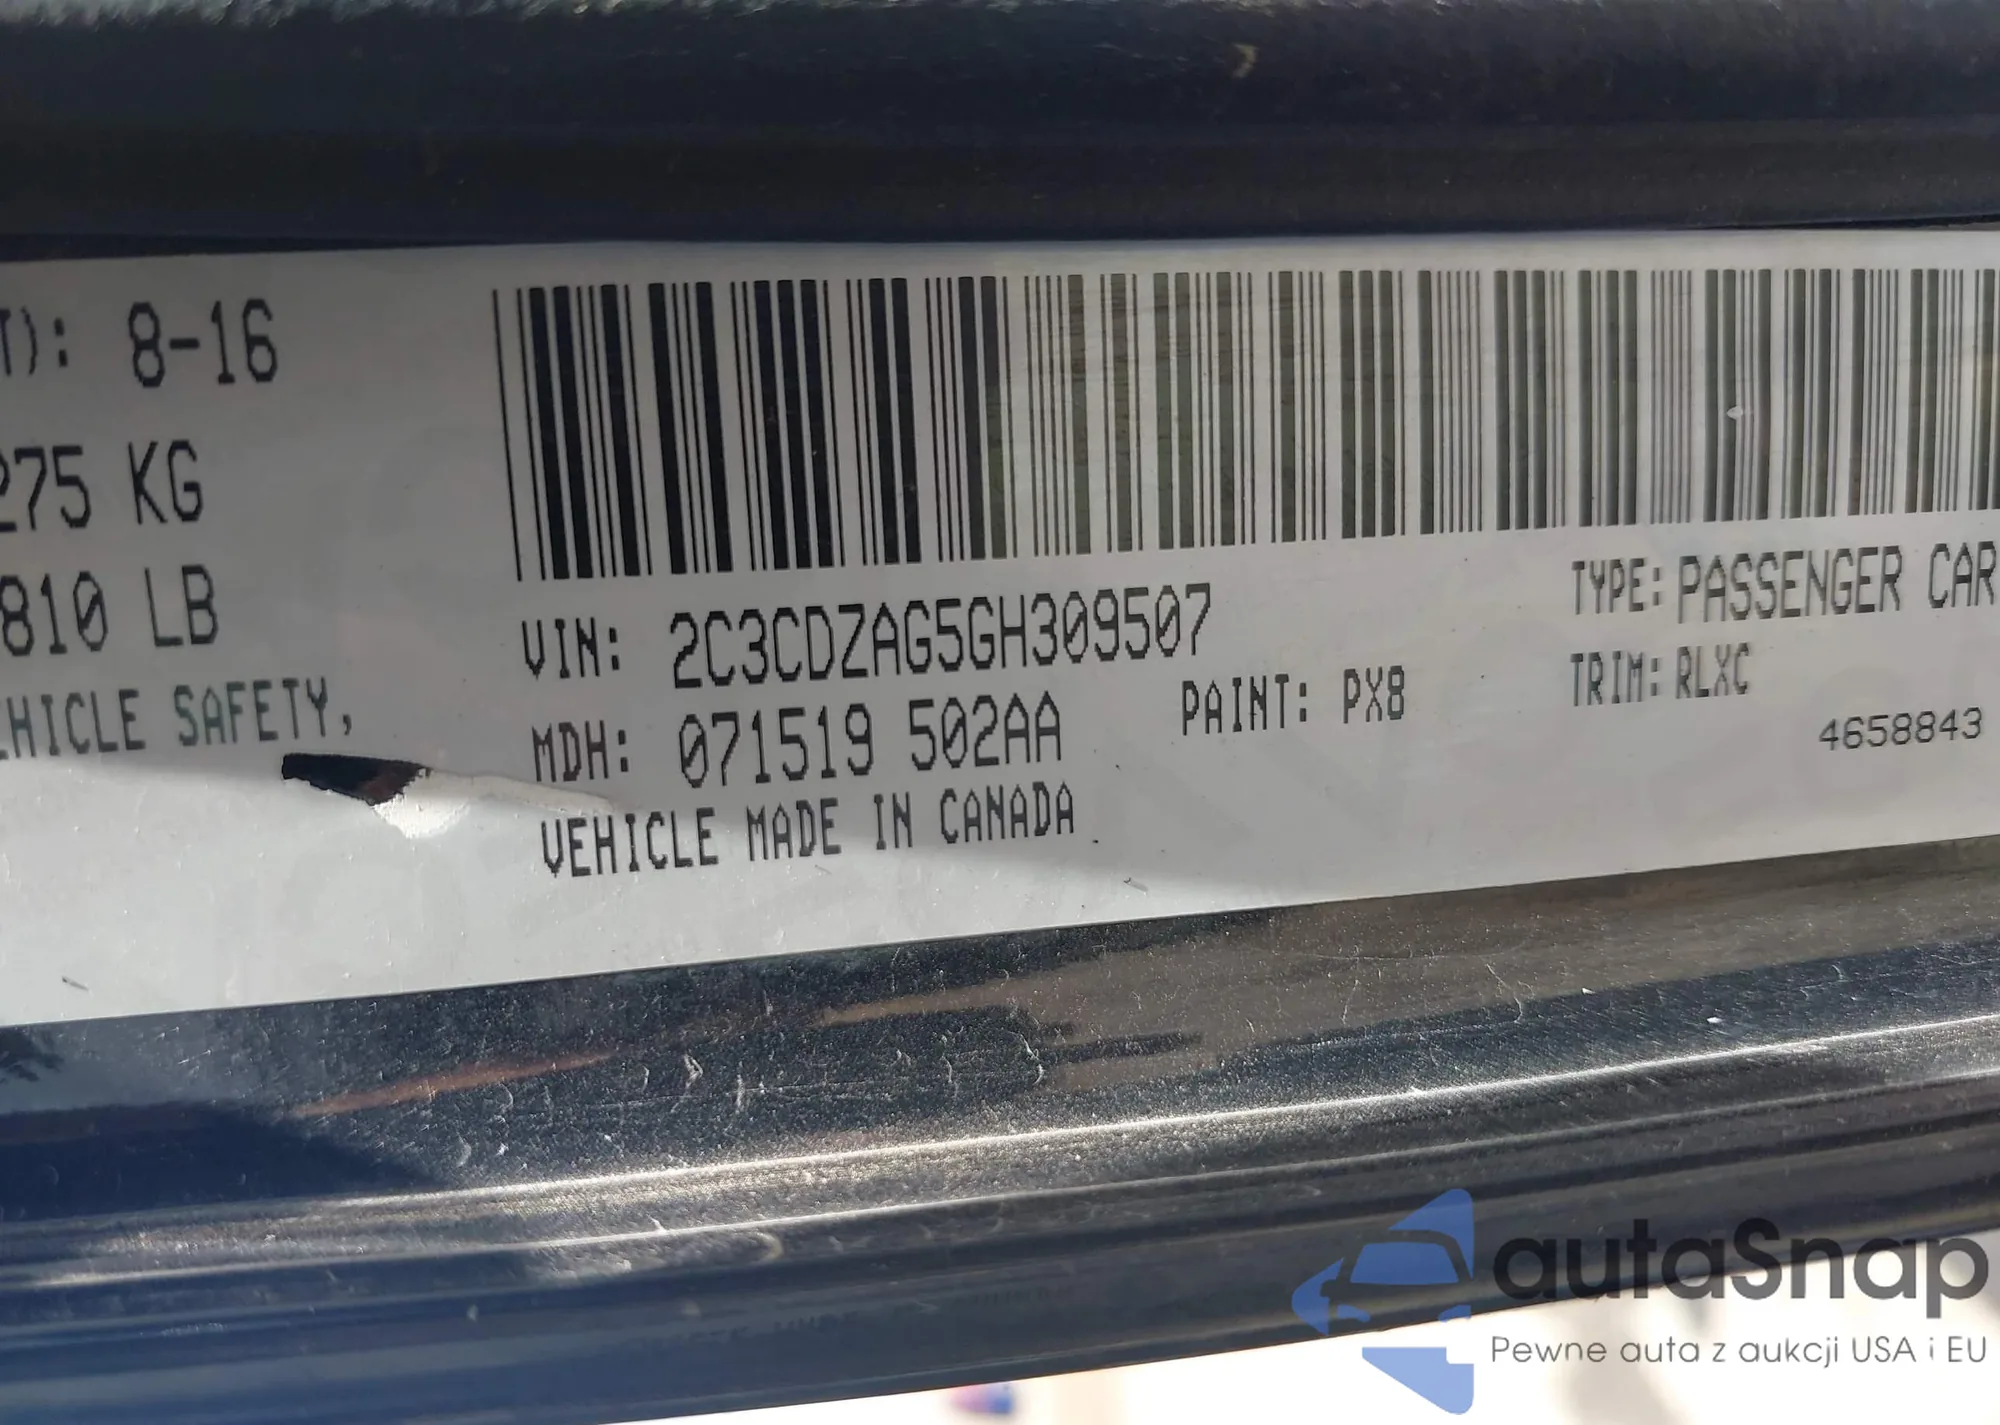 T): 8-16
275 KG
810 LB
EHICLE SAFETY,
VIN: 2C3CDZAG5GH309507
MDH: 071519 502AA
PAINT: PX8
VEHICLE MADE IN CANADA
TYPE: PASSENGER CAR
TRIM: RLXC
4658843
autaSnap
Pewne auta z aukcji USA i EU